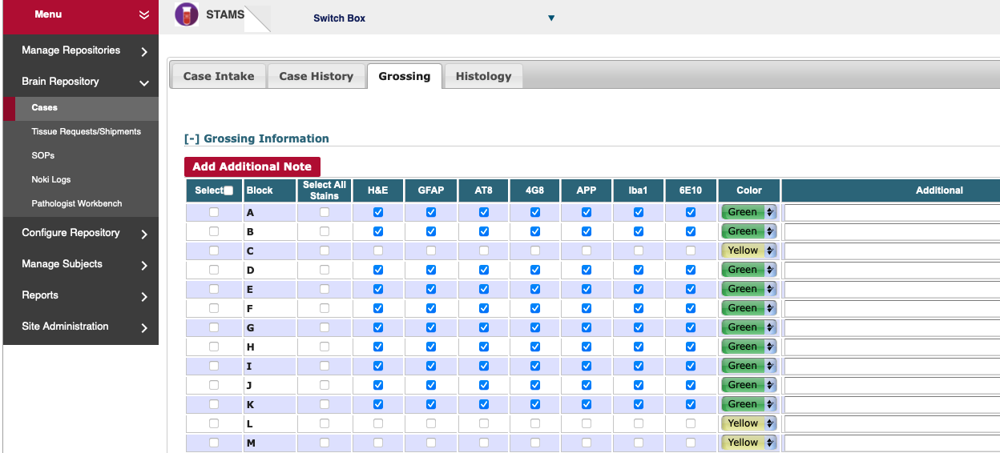 Menu
STAMS
Switch Box
Manage Repositories
Brain Repository
Cases
Tissue Requests/Shipments
SOPs
Noki Logs
Pathologist Workbench
Configure Repository
Manage Subjects
Reports
Site Administration
Case Intake Case History Grossing Histology
[-] Grossing Information
Add Additional Note
Select Block Select All Stains H&E GFAP AT8 4G8 APP Iba1 6E10 Color Additional
A Green
B Green
C Yellow
D Green
E Green
F Green
G Green
H Green
I Green
J Green
K Green
L Yellow
M Yellow